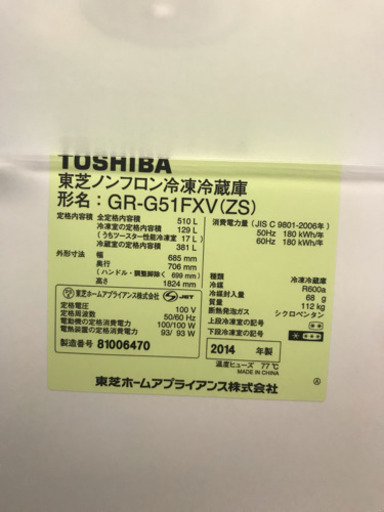 TOSHIBA
東芝ノンフロン冷凍冷蔵庫
形名：GR-G51FXV(ZS)
定格内容積 全定格内容積 510 L
冷凍室の定格内容積 129 L
(うちツースター性能冷凍室 17 L)
冷蔵室の定格内容積 381 L
外形寸法 幅 685 mm
奥行 706 mm
(ハンドル・調整脚除く 699 mm)
高さ 1824 mm
消費電力量 (JIS C 9801-2006年)
50Hz 180 kWh/年
60Hz 180 kWh/年
種類 冷凍冷蔵庫
冷媒 R600a
冷媒封入量 68 g
質量 112 kg
断熱発泡ガス シクロペンタン
上段冷凍室の記号
下段冷凍室の記号
東芝ホームアプライアンス株式会社 JET
定格電圧 100 V
定格周波数 50/60 Hz
電動機の定格消費電力 100/100 W
電熱装置の定格消費電力 93/ 93 W
製造番号 81006470
2014 年製
温度ヒューズ 77℃
MADE IN CHINA
東芝ホームアプライアンス株式会社